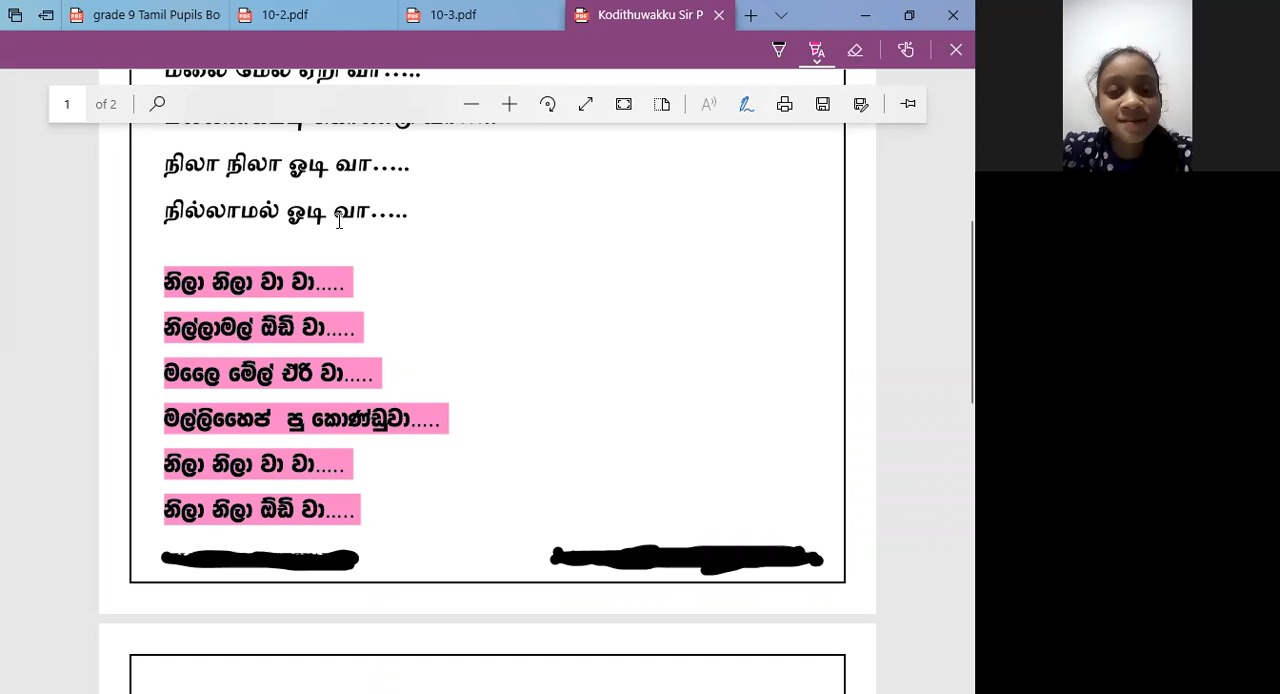 grade 9 Tamil Pupils Bo
10-2.pdf
10-3.pdf
Kodithuwakku Sir P
1 of 2
நிலா நிலா ஓடி வா.....
நில்லாமல் ஓடி வா.....
නිලා නිලා වා වා.....
නිල්ලාමල් ඕඩි වා.....
මලෛ මේල් ඒරි වා.....
මල්ලිහෛප් පු කොණ්ඩුවා.....
නිලා නිලා වා වා.....
නිලා නිලා ඕඩි වා.....